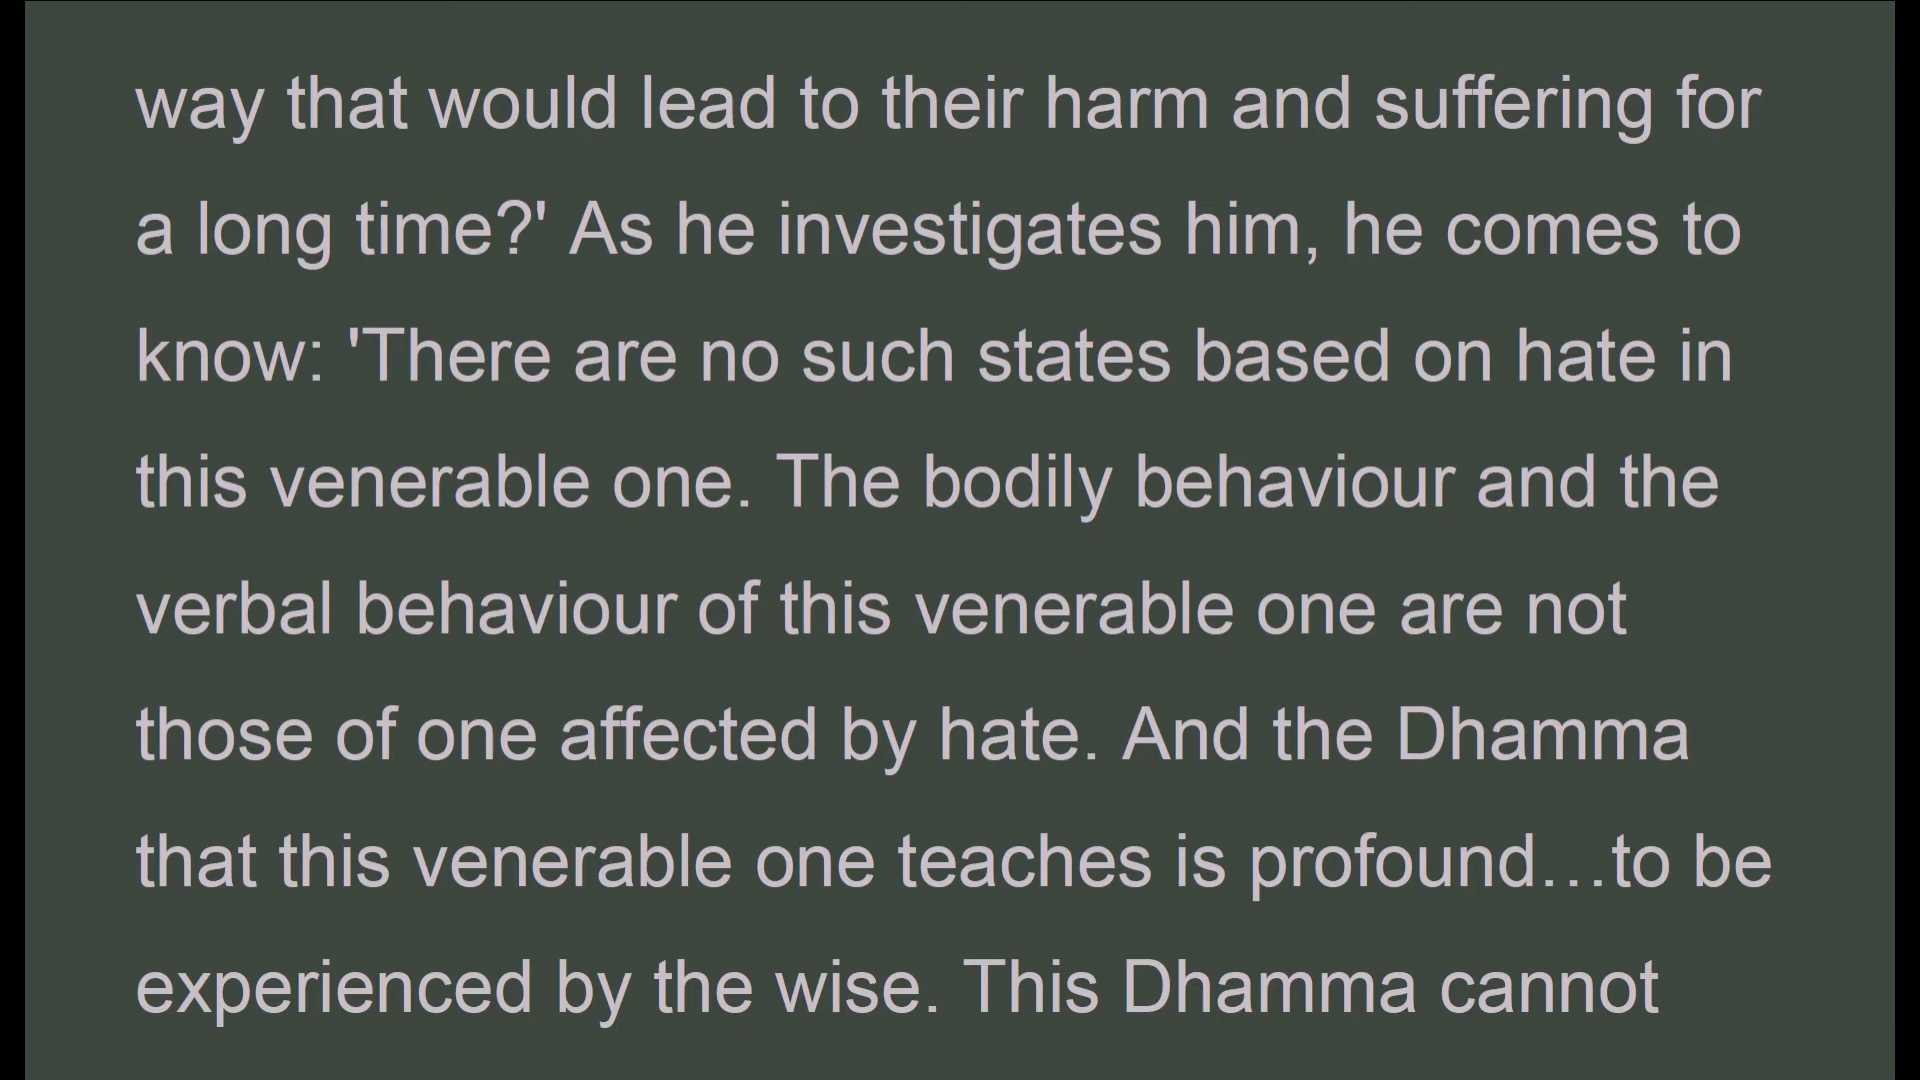 way that would lead to their harm and suffering for
a long time?' As he investigates him, he comes to
know: 'There are no such states based on hate in
this venerable one. The bodily behaviour and the
verbal behaviour of this venerable one are not
those of one affected by hate. And the Dhamma
that this venerable one teaches is profound…to be
experienced by the wise. This Dhamma cannot